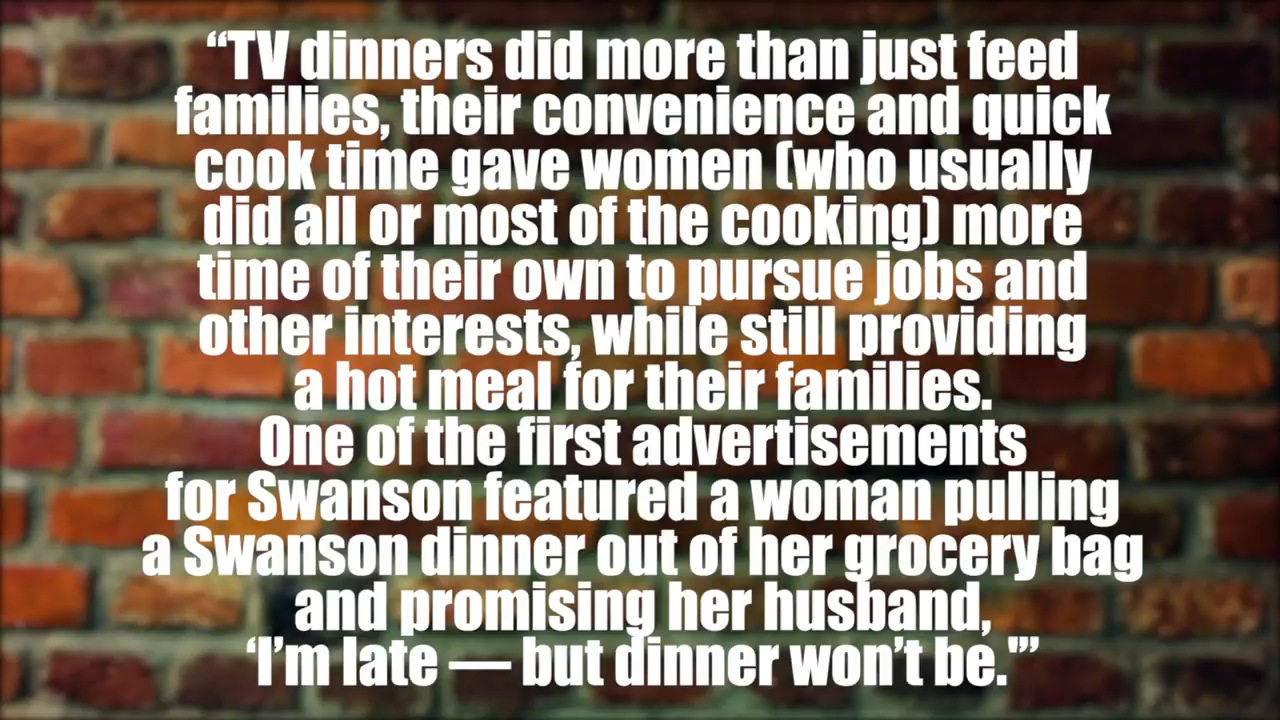 “TV dinners did more than just feed
families, their convenience and quick
cook time gave women (who usually
did all or most of the cooking) more
time of their own to pursue jobs and
other interests, while still providing
a hot meal for their families.
One of the first advertisements
for Swanson featured a woman pulling
a Swanson dinner out of her grocery bag
and promising her husband,
‘I’m late — but dinner won’t be.'”